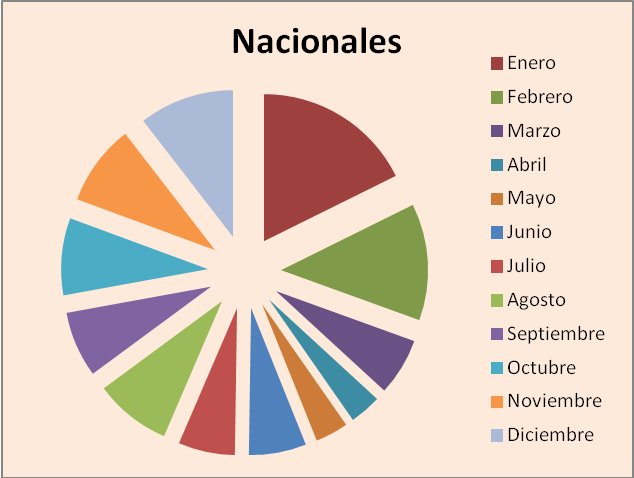 Nacionales
Enero
Febrero
Marzo
Abril
Mayo
Junio
Julio
Agosto
Septiembre
Octubre
Noviembre
Diciembre